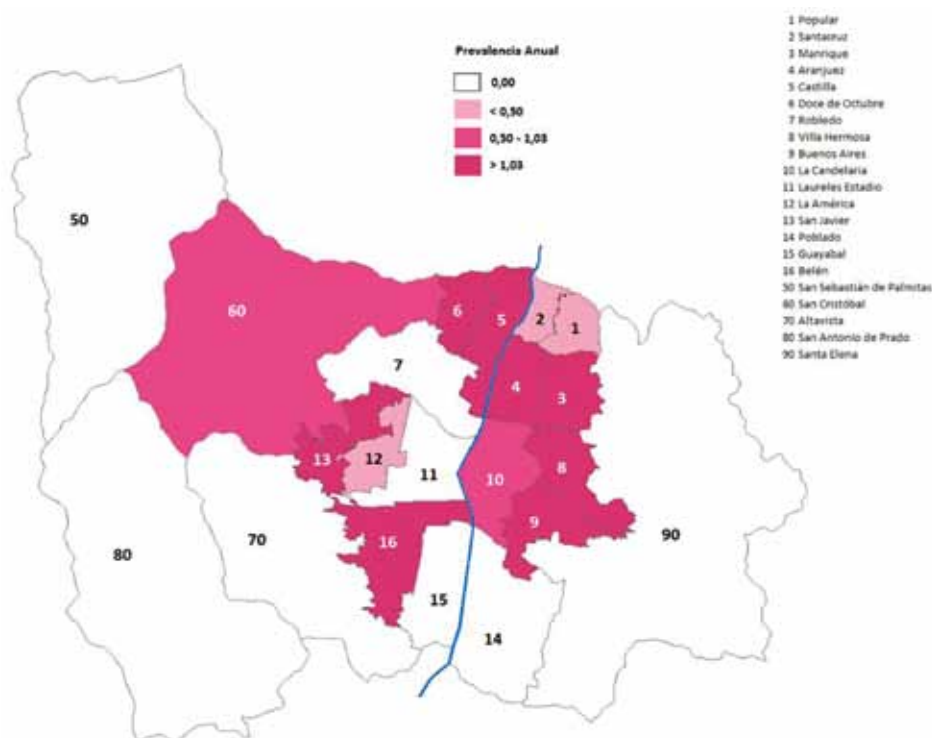 Prevalencia Anual
0,00
< 0,50
0,50 - 1,03
> 1,03
1 Popular
2 Santacruz
3 Manrique
4 Aranjuez
5 Castilla
6 Doce de Octubre
7 Robledo
8 Villa Hermosa
9 Buenos Aires
10 La Candelaria
11 Laureles Estadio
12 La América
13 San Javier
14 Poblado
15 Guayabal
16 Belén
50 San Sebastián de Palmitas
60 San Cristóbal
70 Altavista
80 San Antonio de Prado
90 Santa Elena
50
60
6
5
2
1
7
4
3
13
12
11
10
8
9
90
80
70
16
15
14